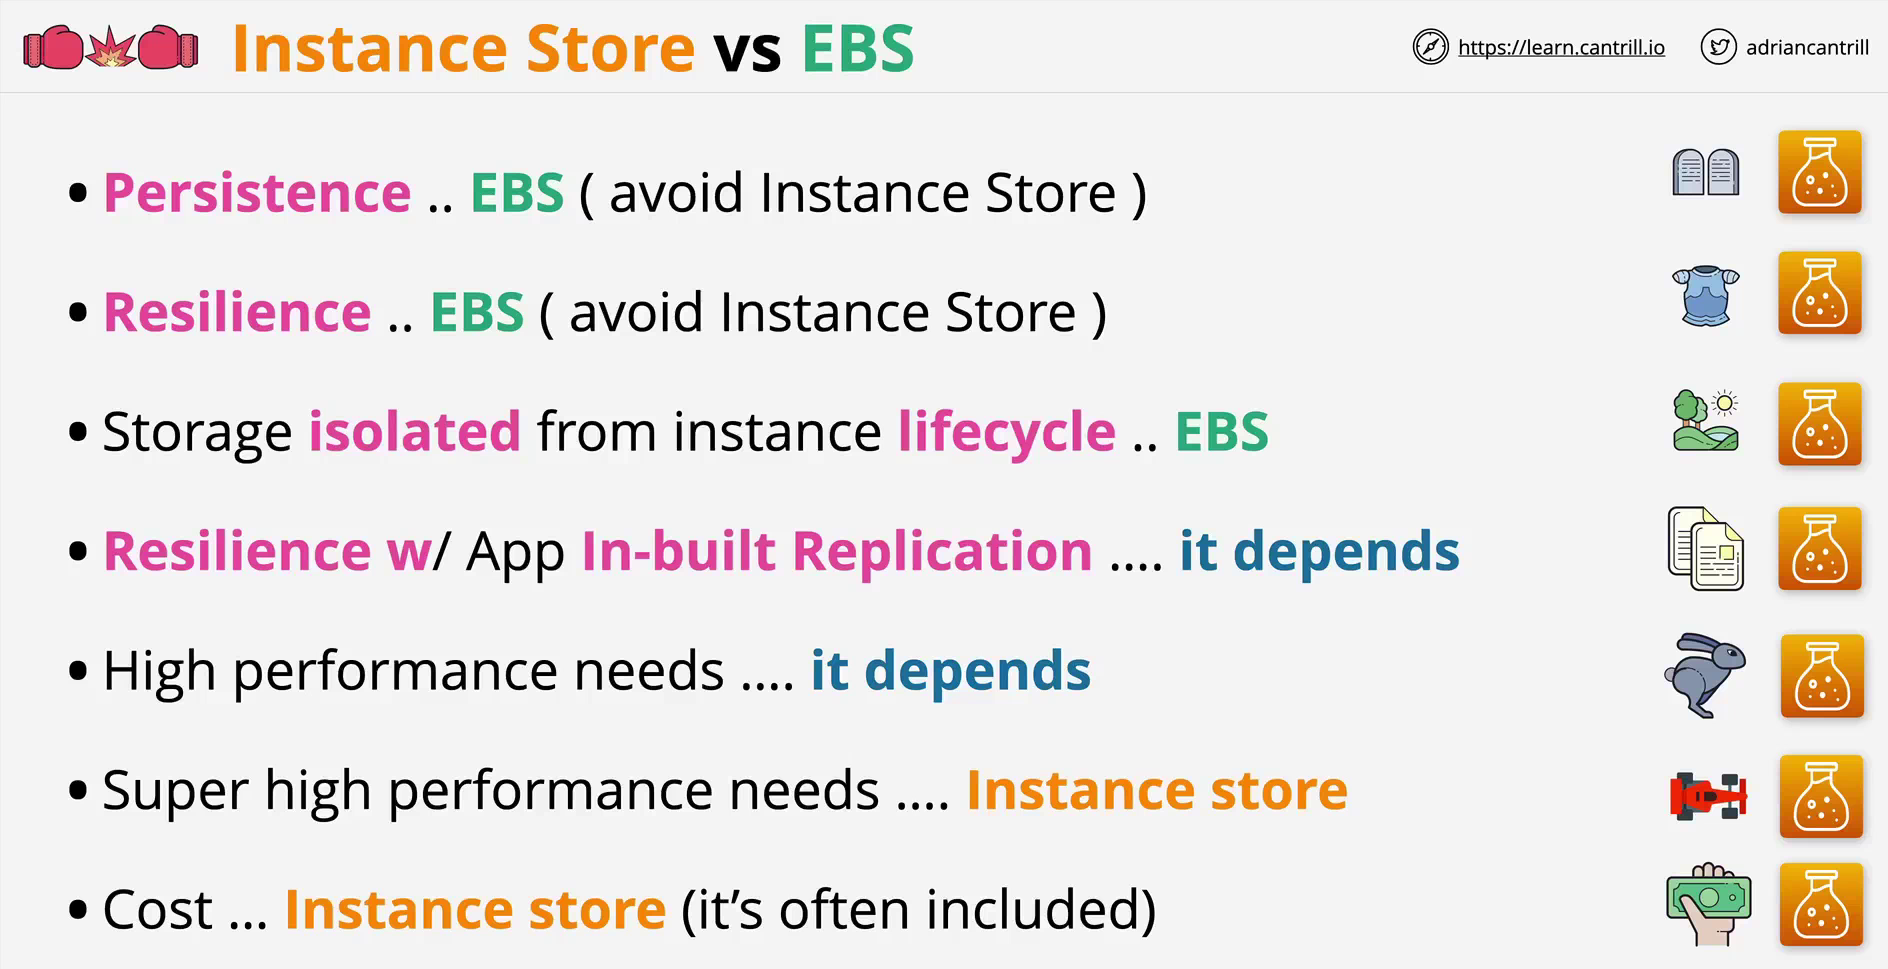 Instance Store vs EBS
https://learn.cantrill.io
adriancantrill
• Persistence .. EBS ( avoid Instance Store )
• Resilience .. EBS ( avoid Instance Store )
• Storage isolated from instance lifecycle .. EBS
• Resilience w/ App In-built Replication .... it depends
• High performance needs .... it depends
• Super high performance needs .... Instance store
• Cost ... Instance store (it’s often included)